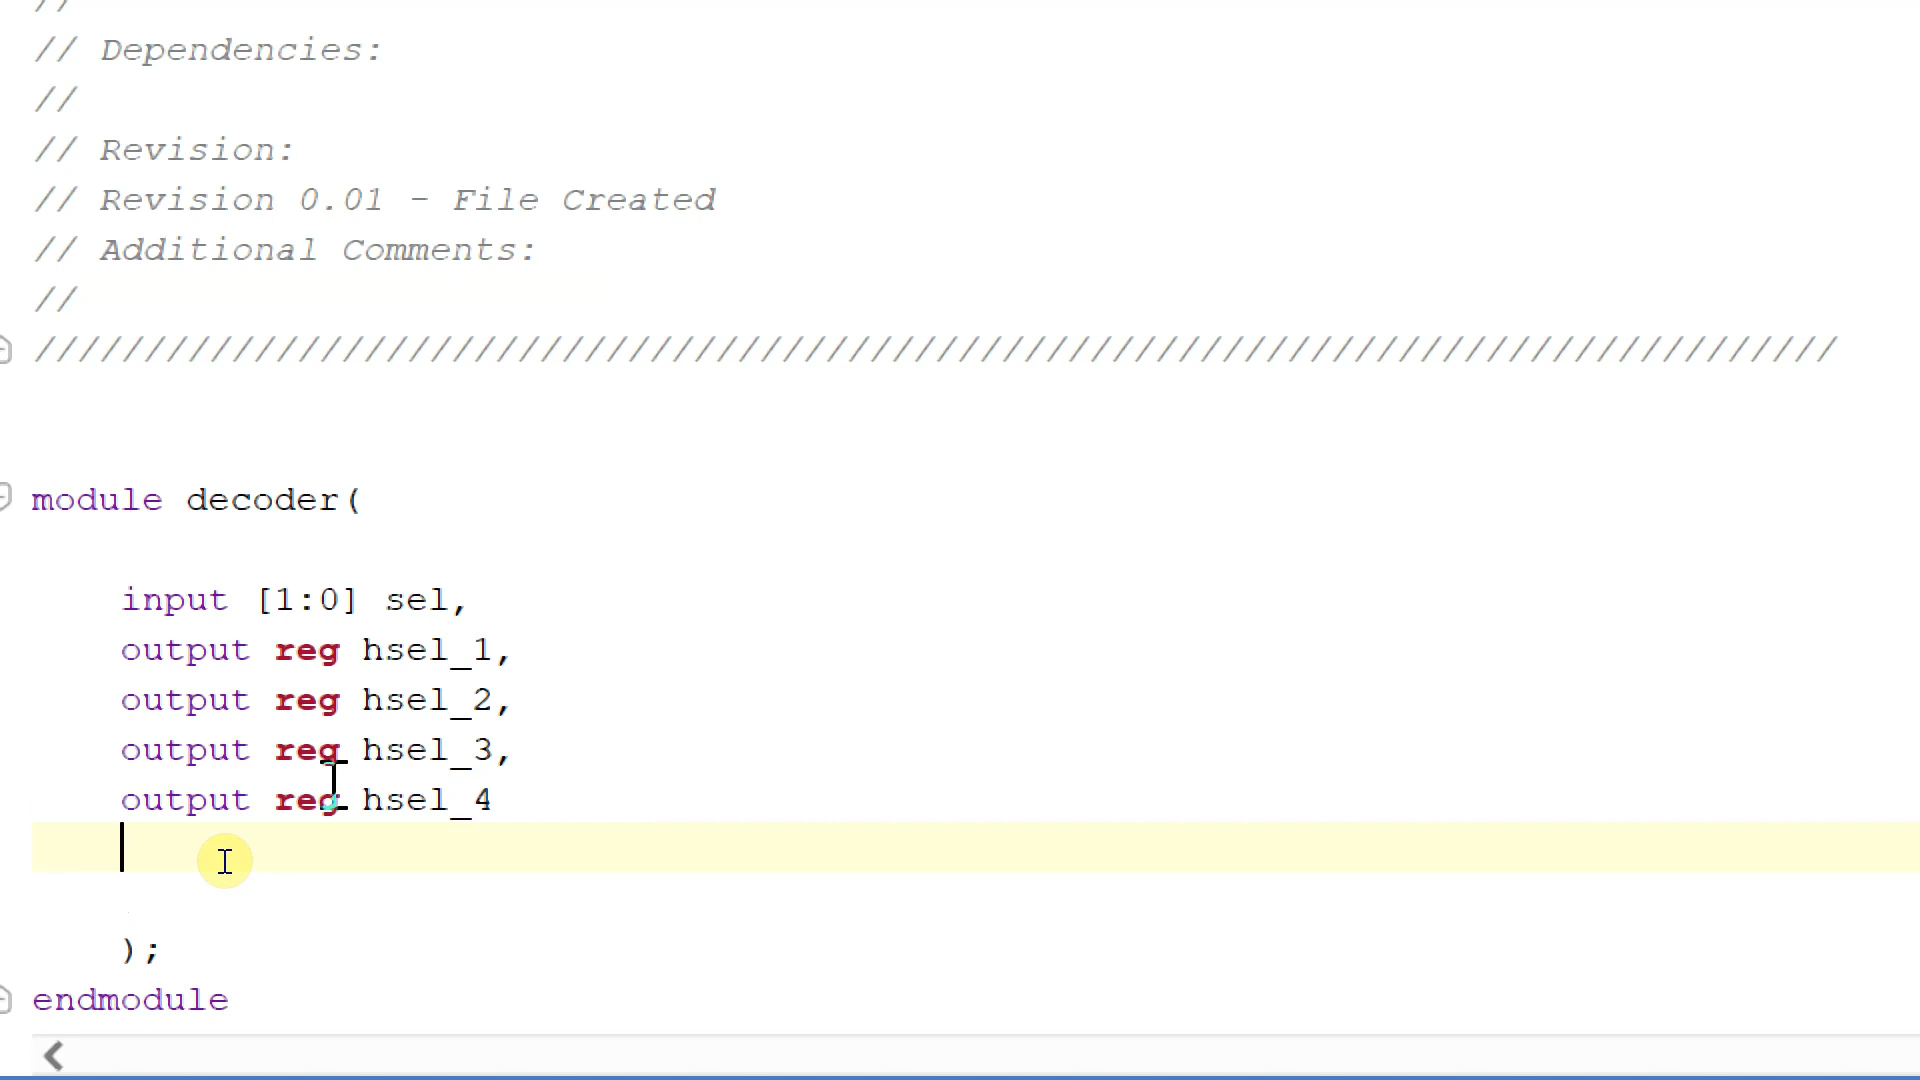 //
// Dependencies:
//
// Revision:
// Revision 0.01 - File Created
// Additional Comments:
//
//////////////////////////////////////////////////////////////////////////////////
module decoder(
input [1:0] sel,
output reg hsel_1,
output reg hsel_2,
output reg hsel_3,
output reg hsel_4
);
endmodule